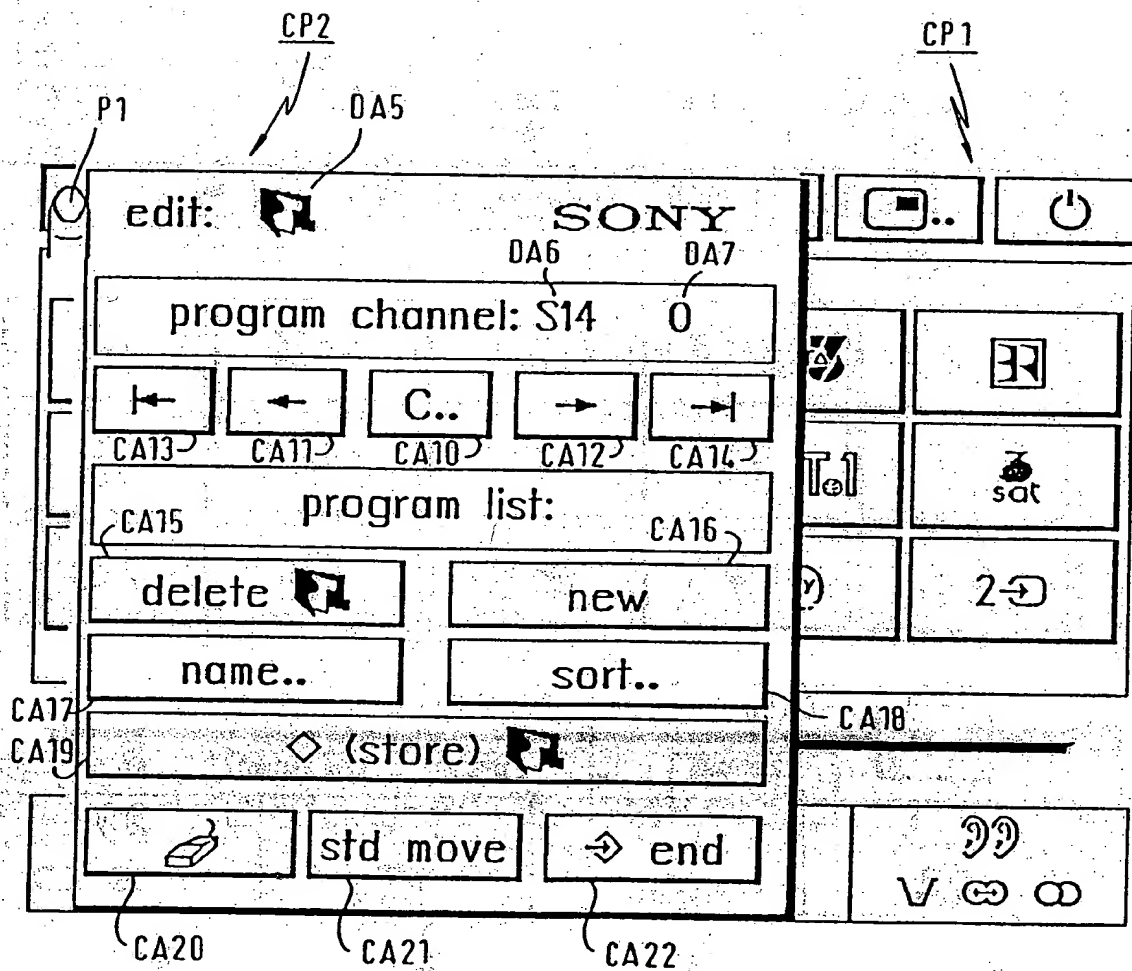 CP2
CP1
P1
DA5
edit:
SONY
DA6
DA7
program channel: S14 0
C..
CA13
CA11
CA10
CA12
CA14
program list:
CA15
CA16
delete
new
name..
sort..
CA17
CA18
CA19
(store)
std move
end
CA20
CA21
CA22
..
T.1
sat
2